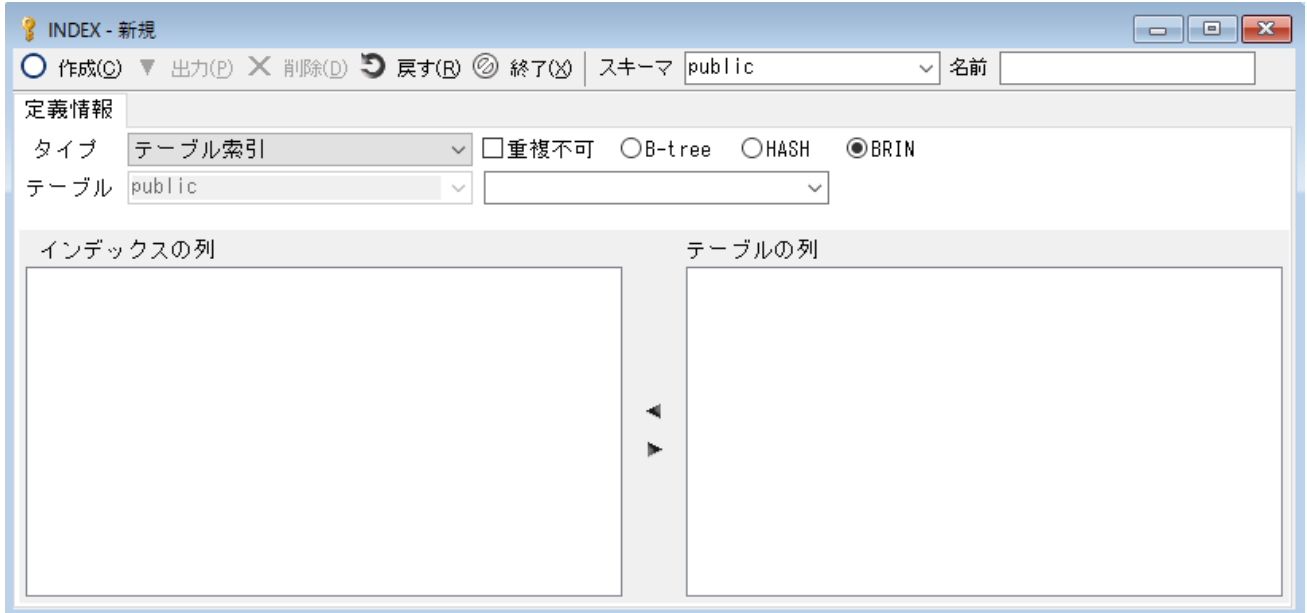 INDEX - 新規
作成(C) 出力(P) 削除(D) 戻す(R) 終了(X) スキーマ public 名前
定義情報
タイプ テーブル索引 重複不可 B-tree HASH BRIN
テーブル public
インデックスの列 テーブルの列